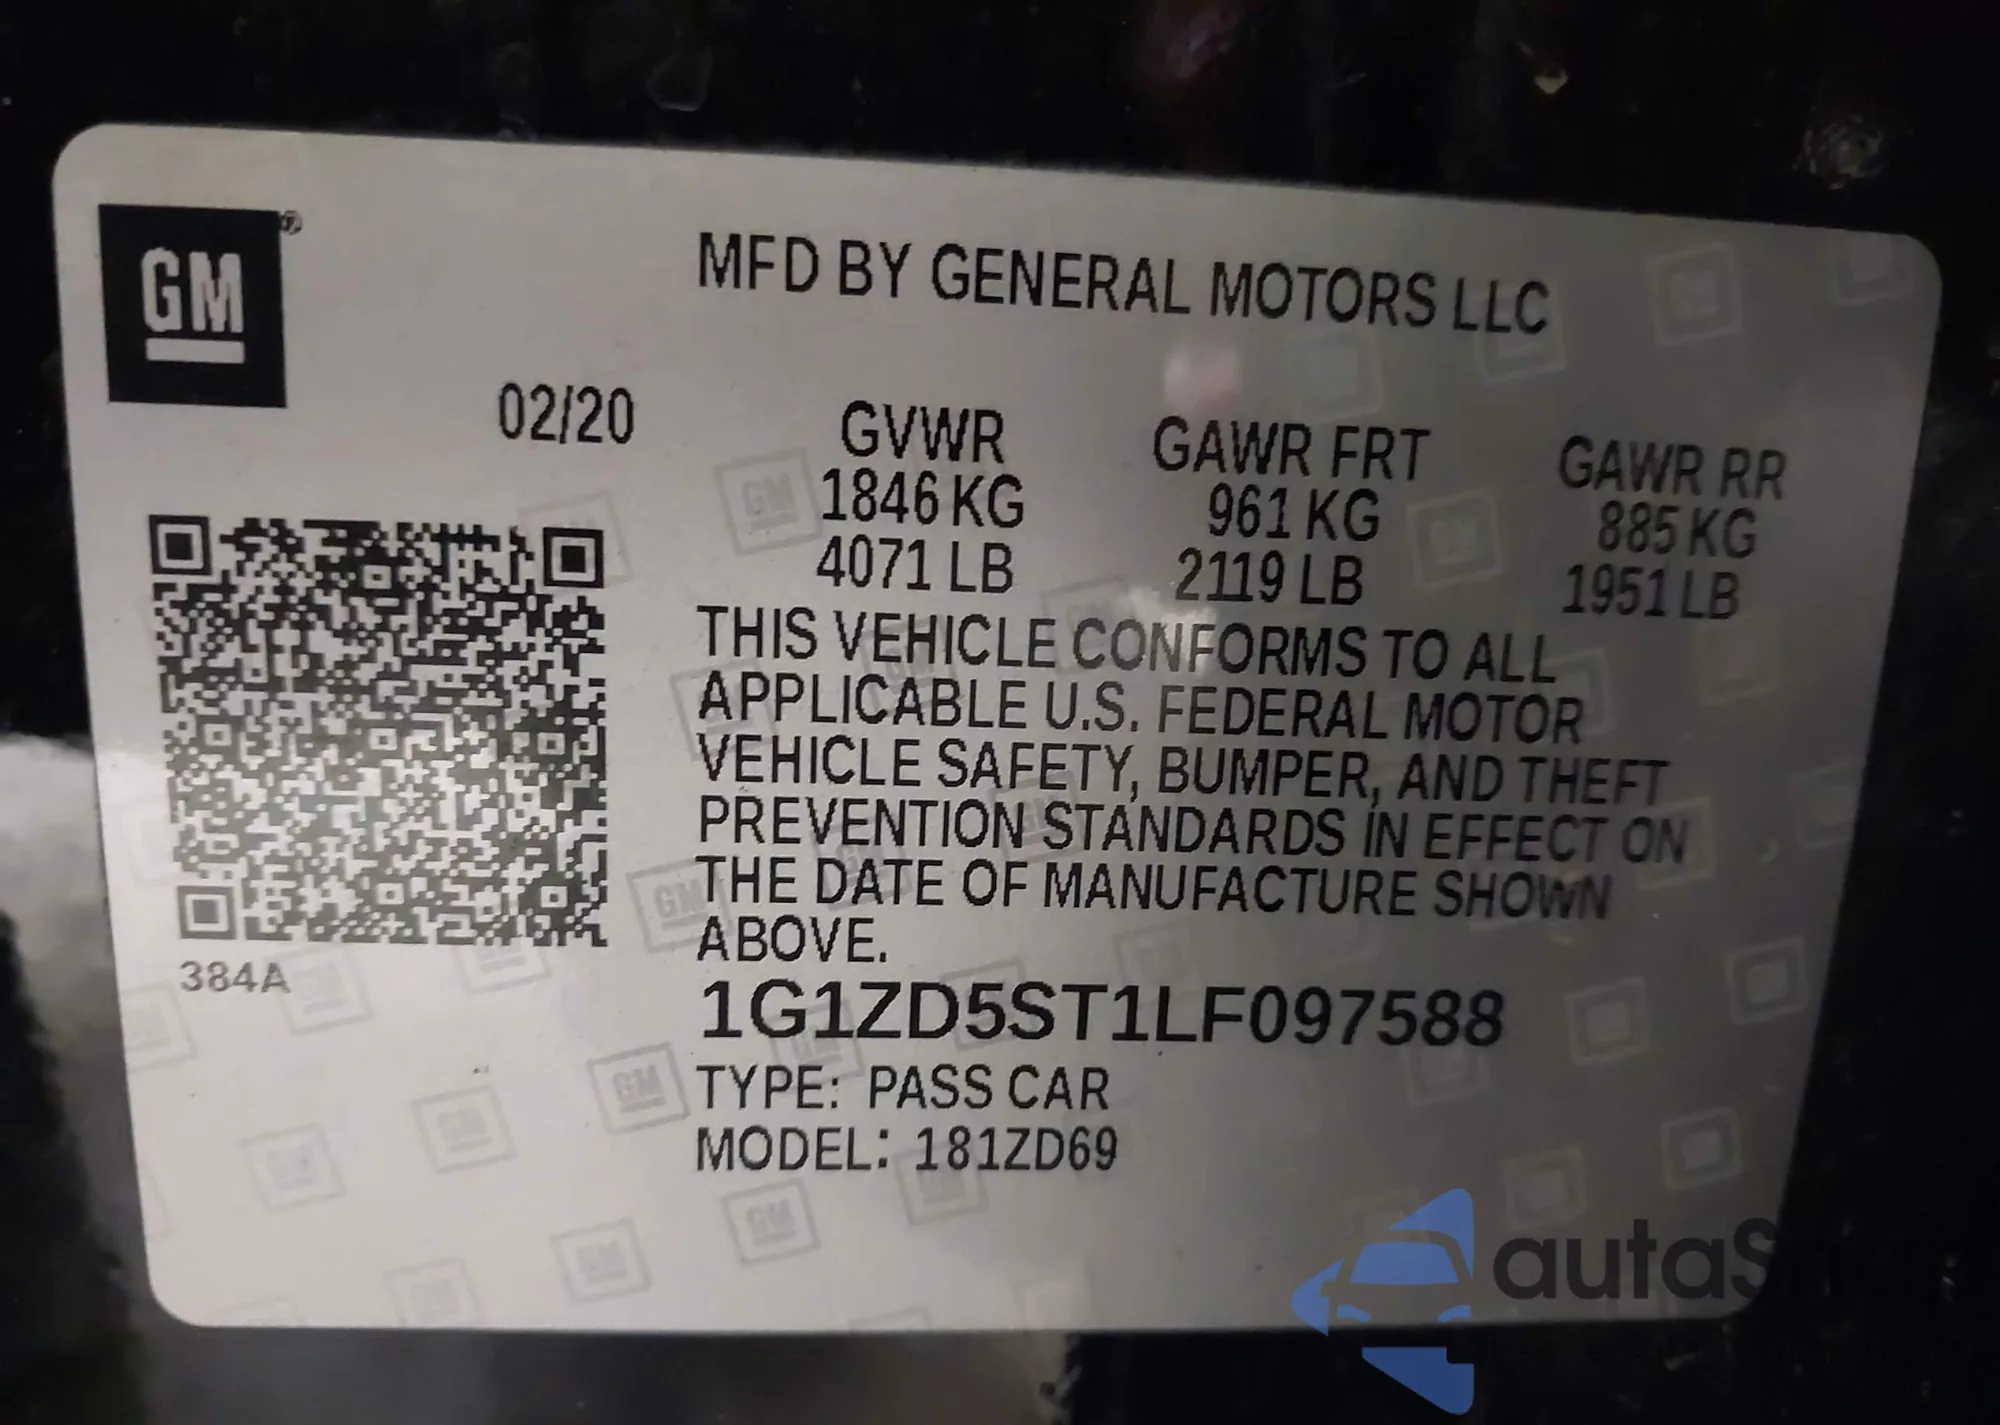 GM
MFD BY GENERAL MOTORS LLC
02/20
GVWR GAWR FRT GAWR RR
1846 KG 961 KG 885 KG
4071 LB 2119 LB 1951 LB
THIS VEHICLE CONFORMS TO ALL
APPLICABLE U.S. FEDERAL MOTOR
VEHICLE SAFETY, BUMPER, AND THEFT
PREVENTION STANDARDS IN EFFECT ON
THE DATE OF MANUFACTURE SHOWN
ABOVE.
384A
1G1ZD5ST1LF097588
TYPE: PASS CAR
MODEL: 181ZD69